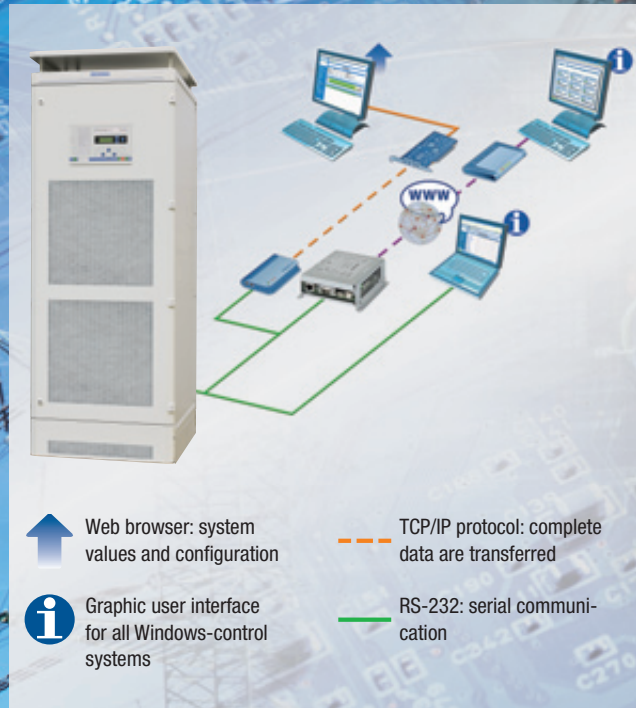 WWW
Web browser: system
values and configuration
TCP/IP protocol: complete
data are transferred
Graphic user interface
for all Windows-control
systems
RS-232: serial communi-
cation
C270